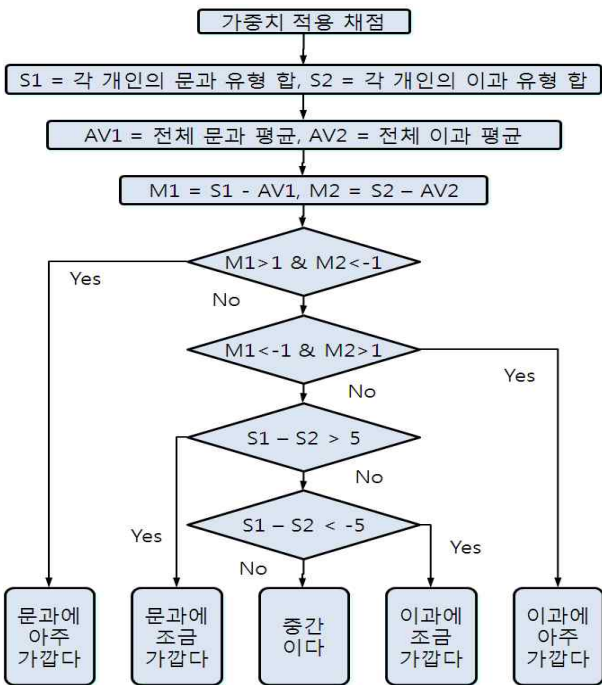 가중치 적용 채점
S1 = 각 개인의 문과 유형 합, S2 = 각 개인의 이과 유형 합
AV1 = 전체 문과 평균, AV2 = 전체 이과 평균
M1 = S1 - AV1, M2 = S2 – AV2
M1>1 & M2<-1
Yes
No
M1<-1 & M2>1
Yes
No
S1 – S2 > 5
No
S1 – S2 < -5
Yes
Yes
No
문과에
아주
가깝다
문과에
조금
가깝다
중간
이다
이과에
조금
가깝다
이과에
아주
가깝다